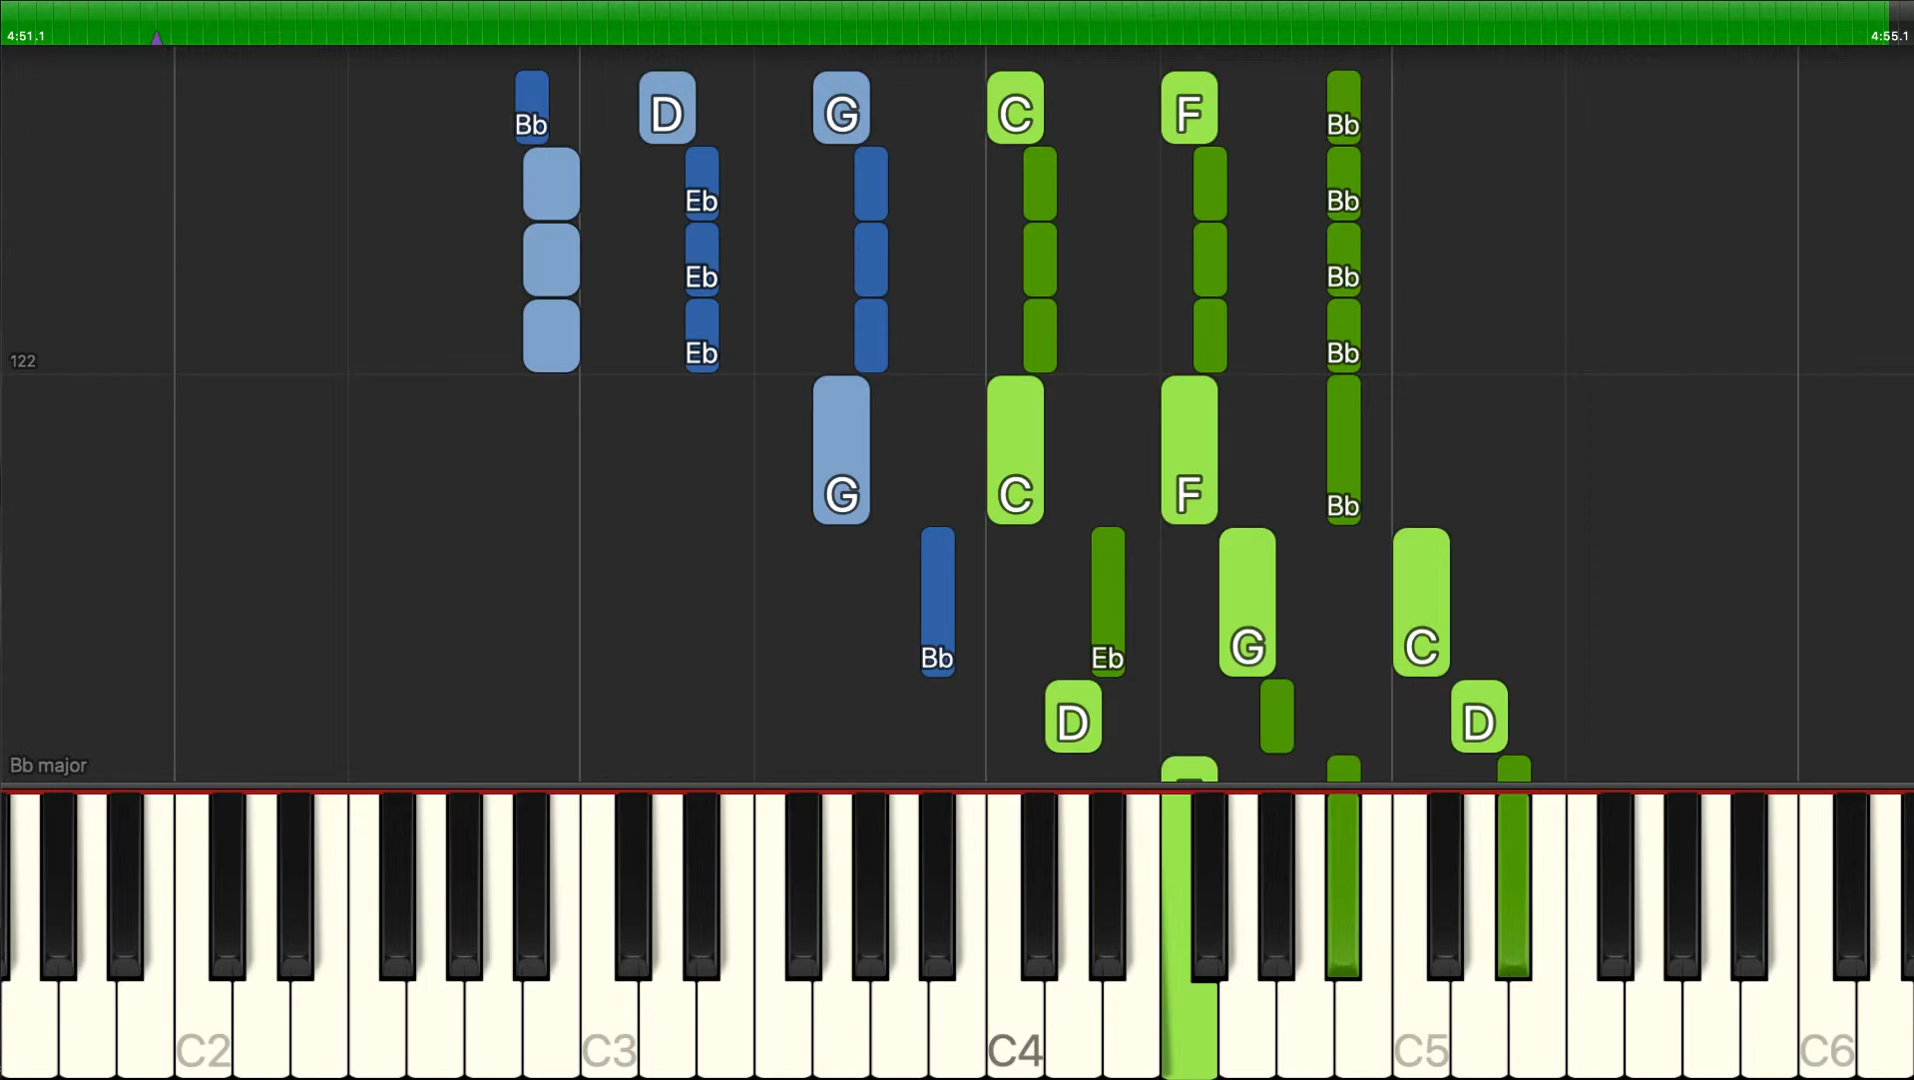 4:51.1 4:55.1
Bb D G C F Bb
Eb Bb
Eb Bb
Eb Bb
122
G C F Bb
Bb Eb G C
D D
Bb major
C2 C3 C4 C5 C6